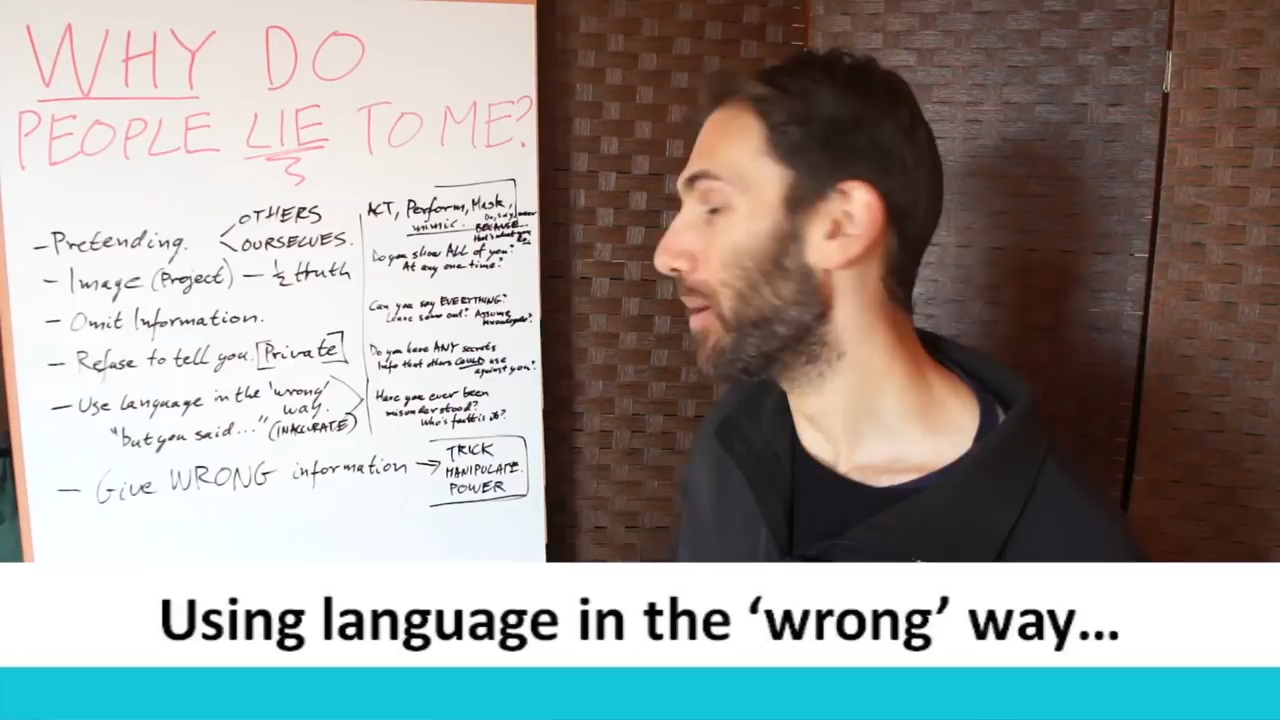 WHY DO
PEOPLE LIE TO ME?
- Pretending. < OTHERS
OURSELVES.
- Image (Project) - ½ truth
- Omit Information.
- Refuse to tell you. [Private]
- Use language in the 'wrong'
way.
"but you said..." (INACCURATE)
- Give WRONG information →
ACT, Perform, Mask,
mimic.
BECAUSE...
Do you show ALL of you?
At any one time?
Can you say EVERYTHING?
Leave some out? Assume
knowledge?
Do you have ANY secrets
Info that others COULD use
against you?
Have you ever been
misunderstood?
Who's fault is it?
TRICK
MANIPULATE.
POWER
Using language in the ‘wrong’ way…